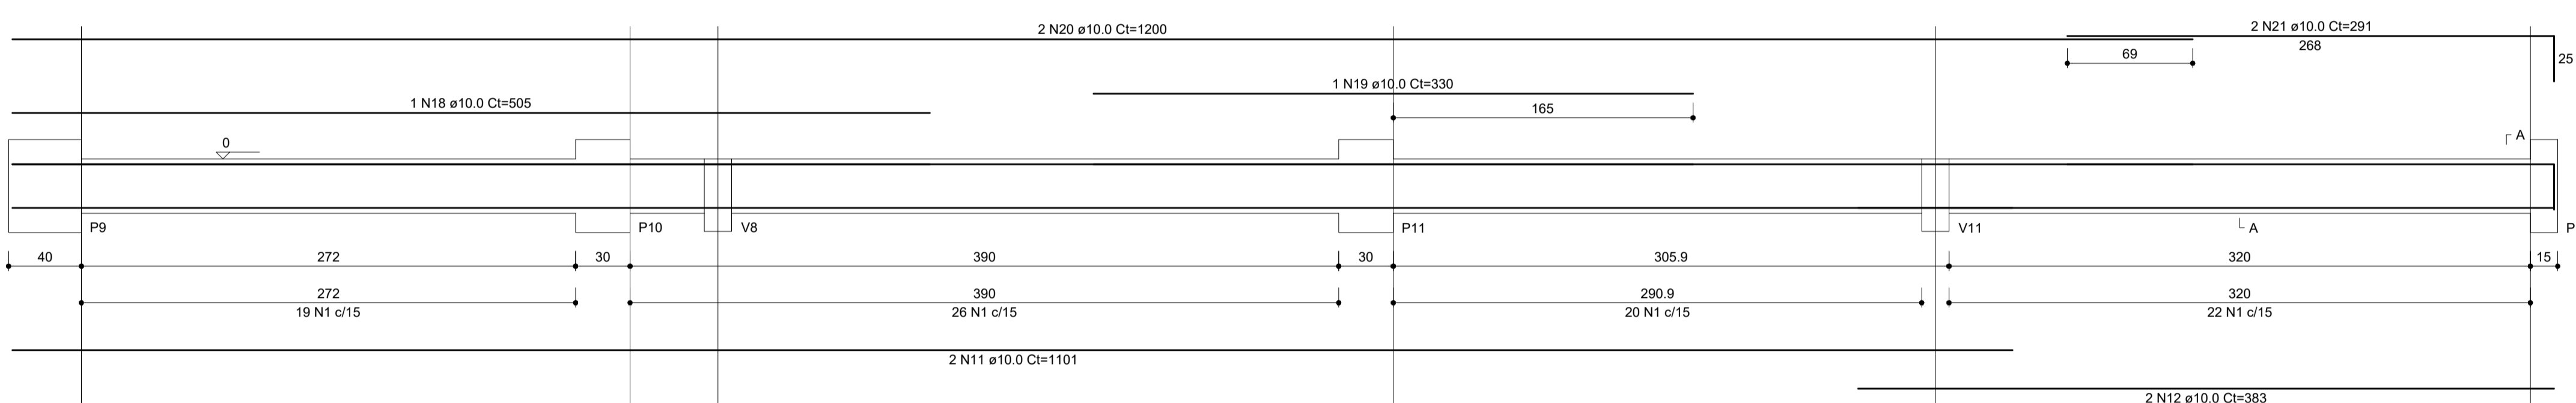 2 N20 ø10.0 Ct=1200
2 N21 ø10.0 Ct=291
268
69
25
1 N19 ø10.0 Ct=330
165
1 N18 ø10.0 Ct=505
0
A
P9
P10
V8
P11
V11
A
P
40
272
30
390
30
305.9
320
15
272
390
290.9
320
19 N1 c/15
26 N1 c/15
20 N1 c/15
22 N1 c/15
2 N11 ø10.0 Ct=1101
2 N12 ø10.0 Ct=383